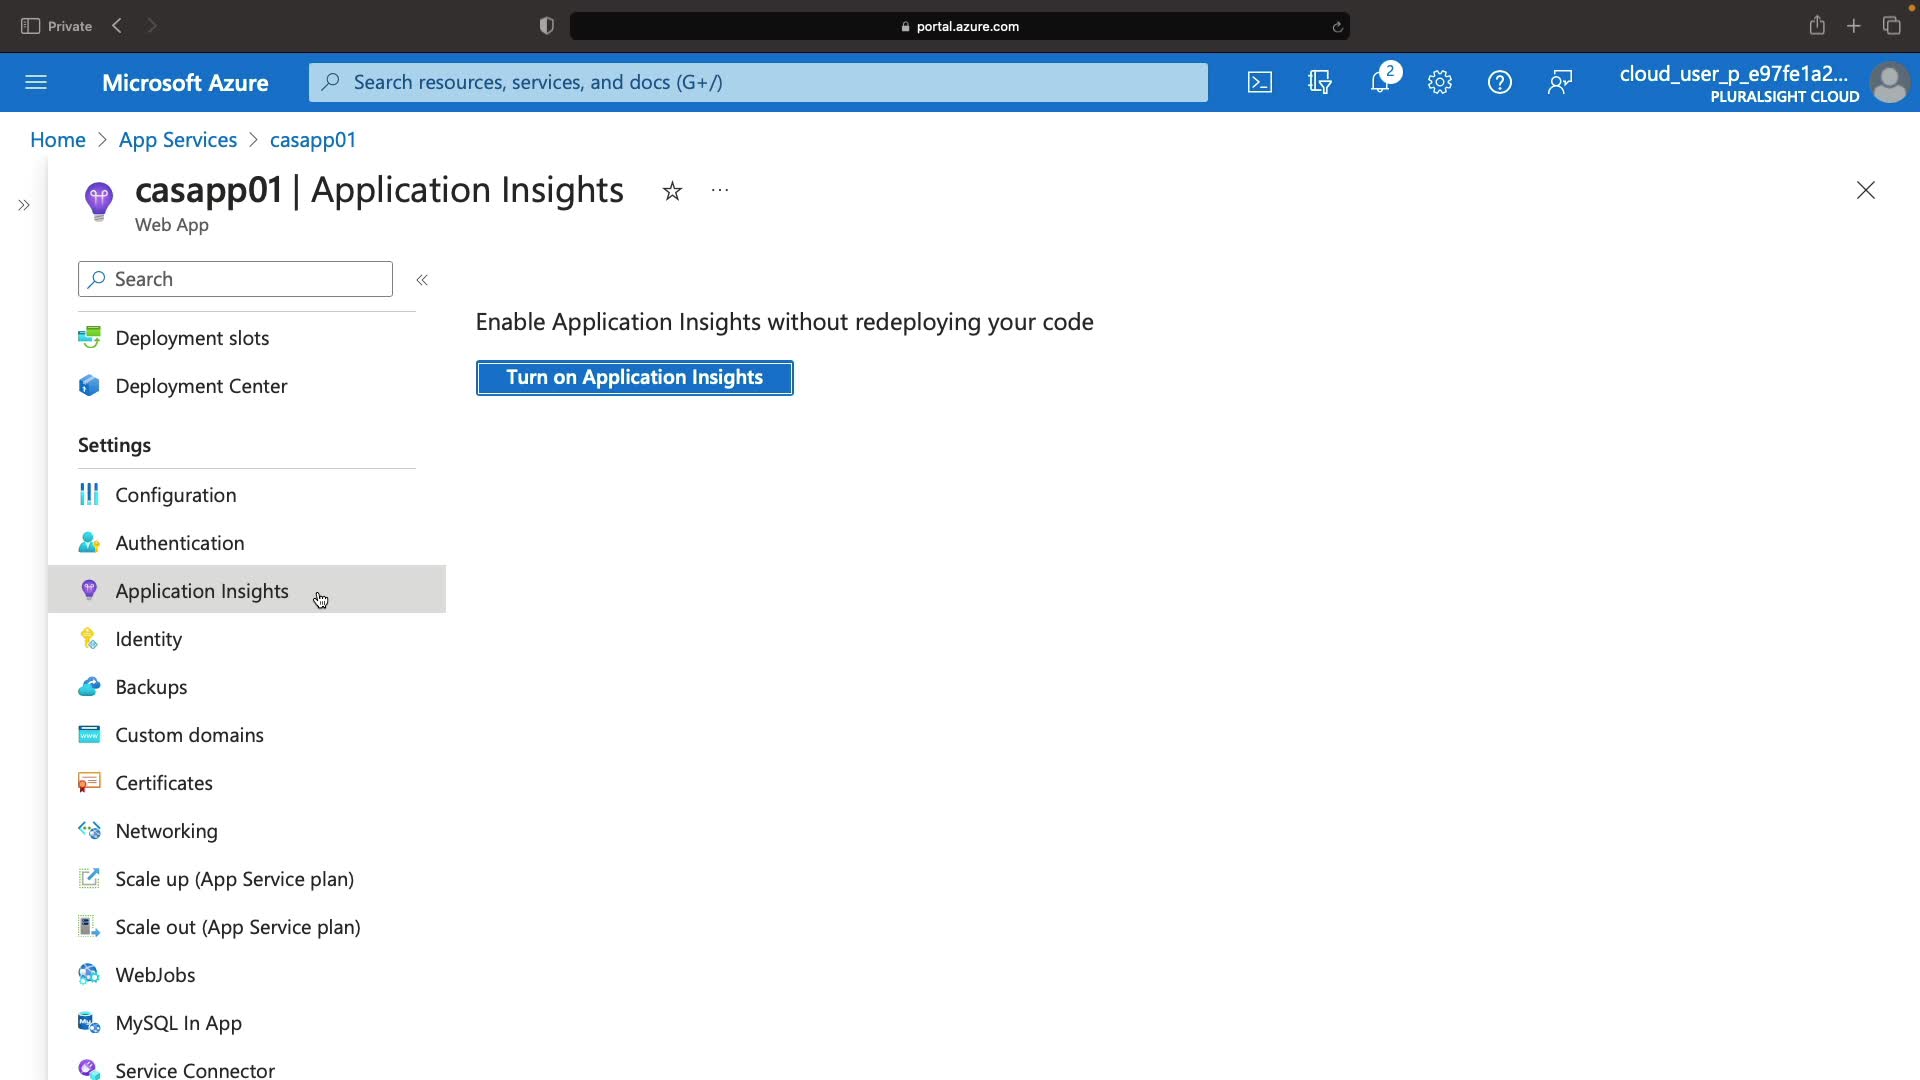 Private
portal.azure.com
Microsoft Azure
Search resources, services, and docs (G+/)
2
cloud_user_p_e97fe1a2...
PLURALSIGHT CLOUD
Home > App Services > casapp01
casapp01 | Application Insights
Web App
Search
Enable Application Insights without redeploying your code
Turn on Application Insights
Deployment slots
Deployment Center
Settings
Configuration
Authentication
Application Insights
Identity
Backups
Custom domains
Certificates
Networking
Scale up (App Service plan)
Scale out (App Service plan)
WebJobs
MySQL In App
Service Connector